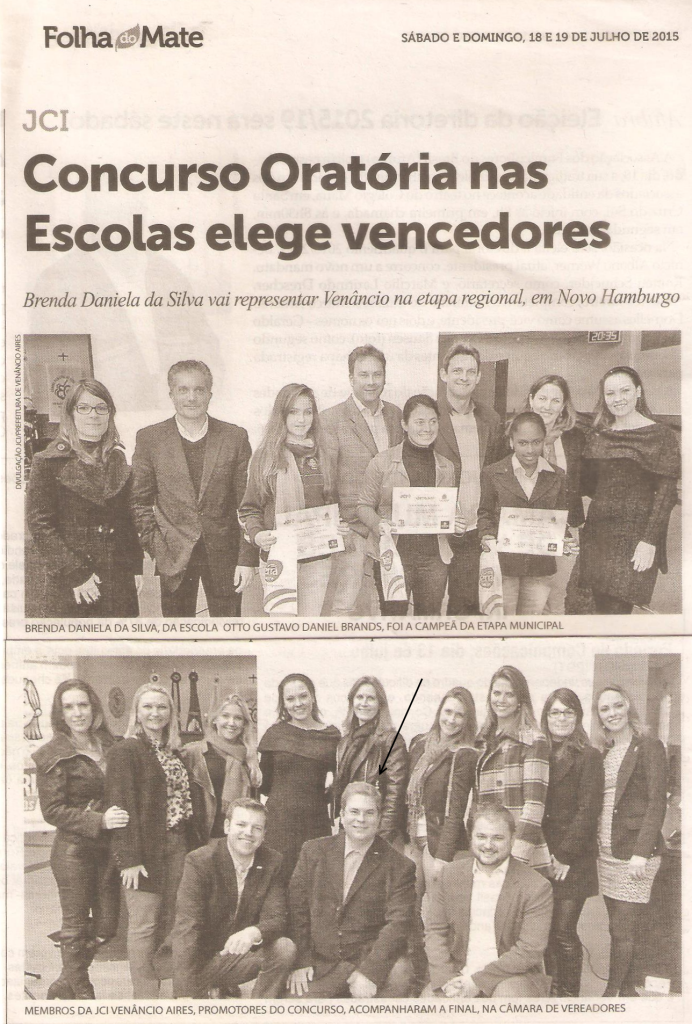 Folha do Mate
SÁBADO E DOMINGO, 18 E 19 DE JULHO DE 2015
JCI
Concurso Oratória nas
Escolas elege vencedores
Brenda Daniela da Silva vai representar Venâncio na etapa regional, em Novo Hamburgo
DIVULGAÇÃO JCI/PREFEITURA DE VENÂNCIO AIRES
20:35
BRENDA DANIELA DA SILVA, DA ESCOLA OTTO GUSTAVO DANIEL BRANDS, FOI A CAMPEÃ DA ETAPA MUNICIPAL
MEMBROS DA JCI VENÂNCIO AIRES, PROMOTORES DO CONCURSO, ACOMPANHARAM A FINAL, NA CÂMARA DE VEREADORES